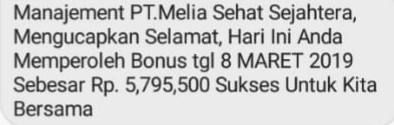 Manajement PT.Melia Sehat Sejahtera,
Mengucapkan Selamat, Hari Ini Anda
Memperoleh Bonus tgl 8 MARET 2019
Sebesar Rp. 5,795,500 Sukses Untuk Kita
Bersama